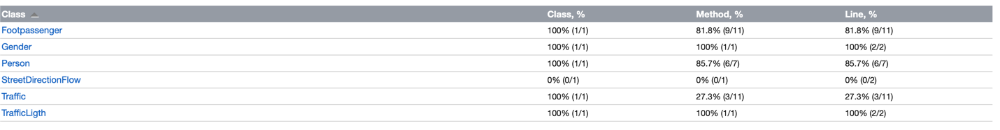 Class Class, % Method, % Line, %
Footpassenger 100% (1/1) 81.8% (9/11) 81.8% (9/11)
Gender 100% (1/1) 100% (1/1) 100% (2/2)
Person 100% (1/1) 85.7% (6/7) 85.7% (6/7)
StreetDirectionFlow 0% (0/1) 0% (0/1) 0% (0/2)
Traffic 100% (1/1) 27.3% (3/11) 27.3% (3/11)
TrafficLigth 100% (1/1) 100% (1/1) 100% (2/2)